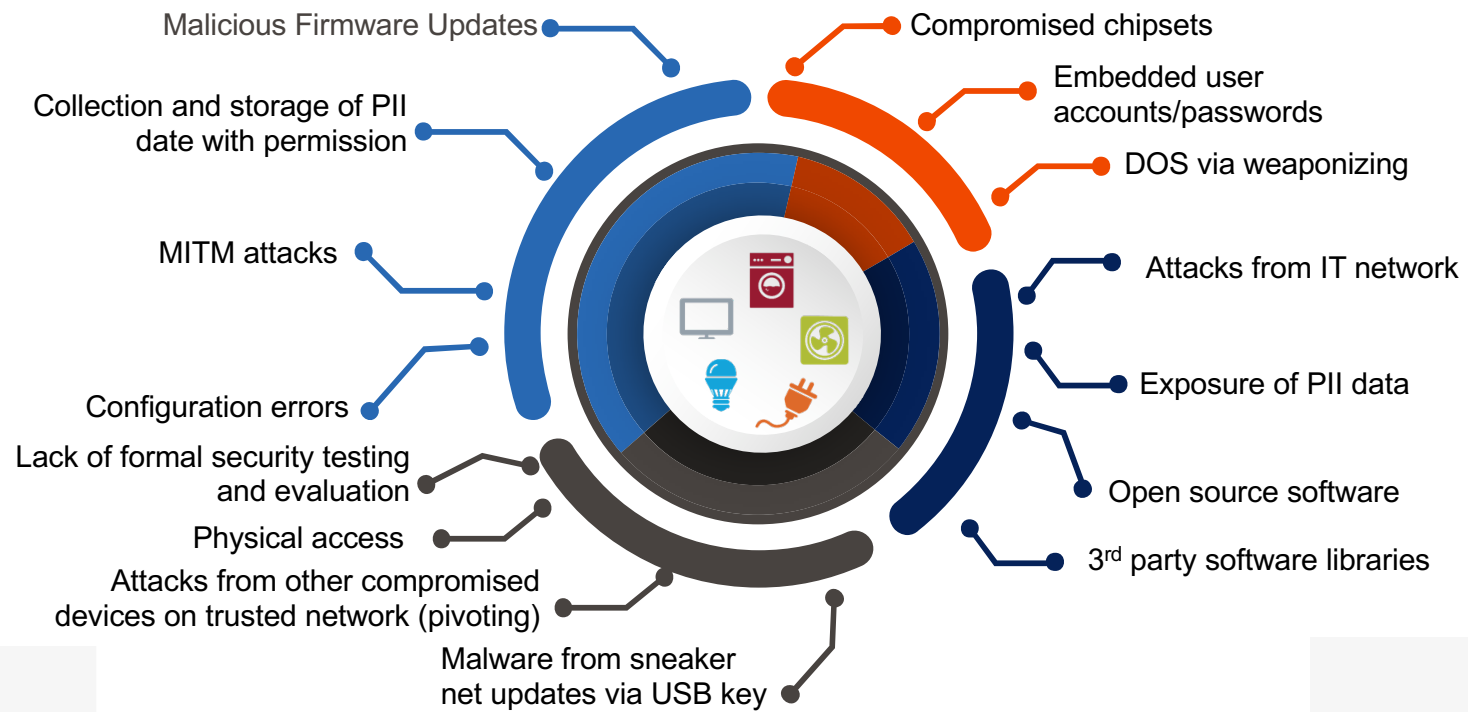 Malicious Firmware Updates
Collection and storage of PII
date with permission
MITM attacks
Configuration errors
Lack of formal security testing
and evaluation
Physical access
Attacks from other compromised
devices on trusted network (pivoting)
Malware from sneaker
net updates via USB key
Compromised chipsets
Embedded user
accounts/passwords
DOS via weaponizing
Attacks from IT network
Exposure of PII data
Open source software
3rd party software libraries